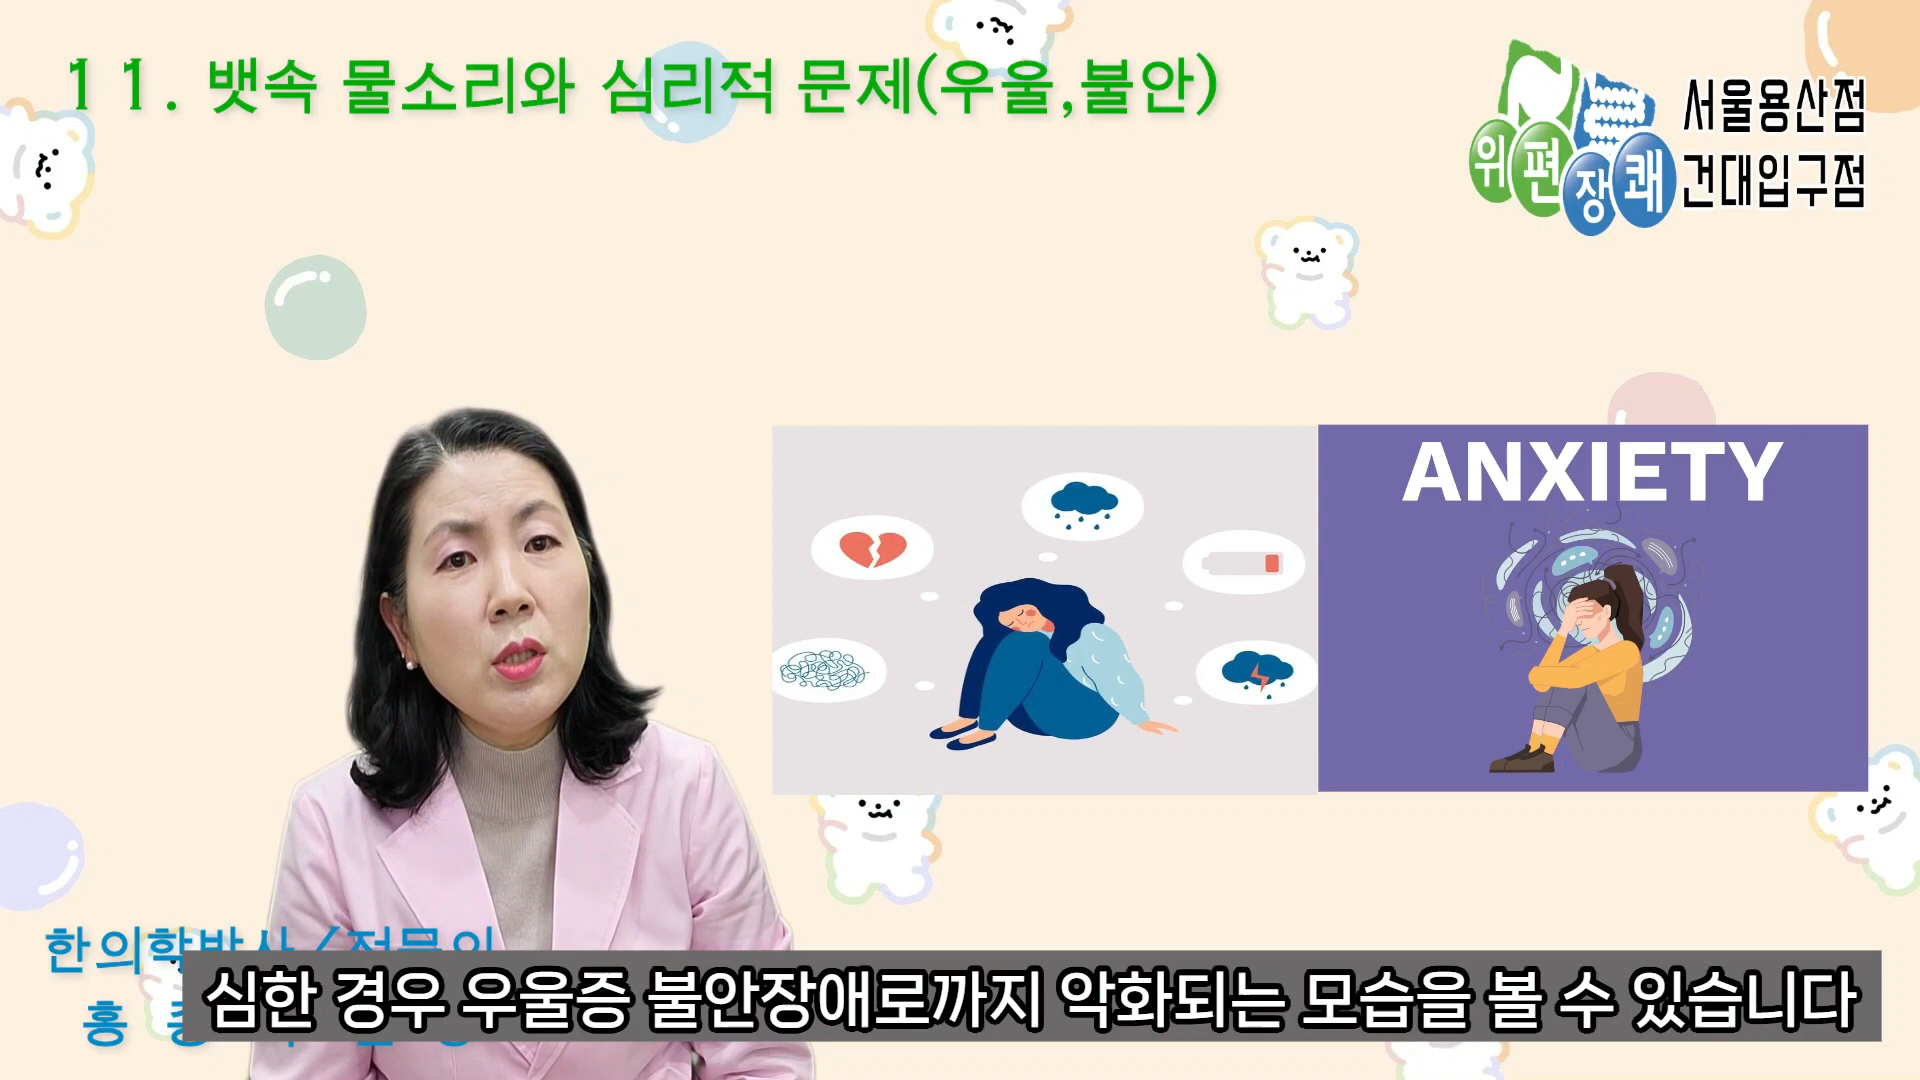 11. 뱃속 물소리와 심리적 문제(우울,불안)
위편장쾌
서울용산점
건대입구점
ANXIETY
심한 경우 우울증 불안장애로까지 악화되는 모습을 볼 수 있습니다